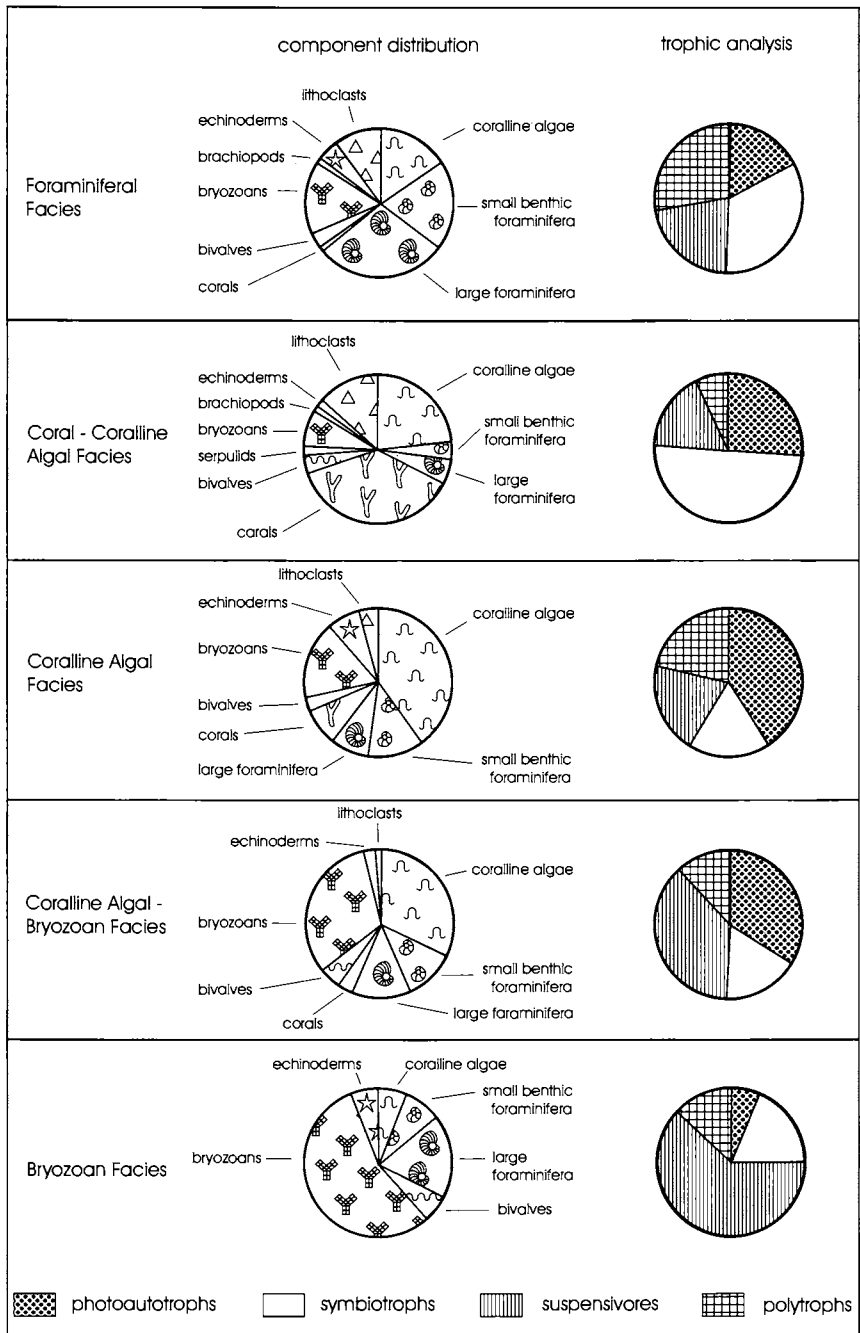 component distribution
trophic analysis
Foraminiferal
Facies
lithoclasts
echinoderms
brachiopods
bryozoans
bivalves
corals
coralline algae
small benthic
foraminifera
large foraminifera
Coral - Coralline
Algal Facies
lithoclasts
echinoderms
brachiopods
bryozoans
serpulids
bivalves
carals
coralline algae
small benthic
foraminifera
large
foraminifera
Coralline Algal
Facies
lithoclasts
echinoderms
bryozoans
bivalves
corals
large foraminifera
coralline algae
small benthic
foraminifera
Coralline Algal -
Bryozoan Facies
lithoclasts
echinoderms
bryozoans
bivalves
corals
coralline algae
small benthic
foraminifera
large faraminifera
Bryozoan Facies
echinoderms
coralline algae
small benthic
foraminifera
bryozoans
large
foraminifera
bivalves
photoautotrophs
symbiotrophs
suspensivores
polytrophs